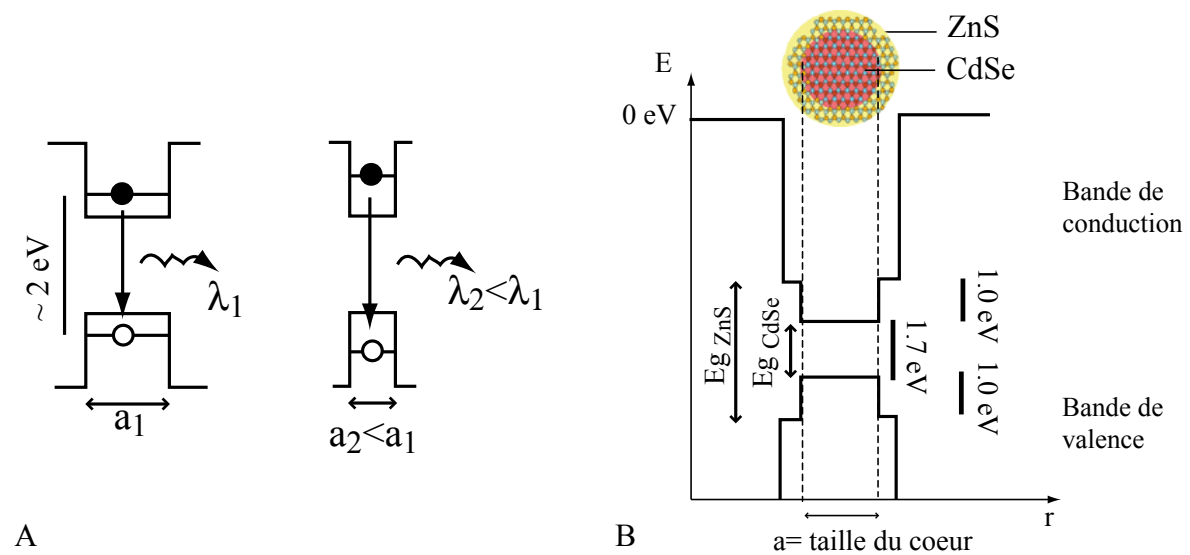 ~ 2 eV
λ1
a1
λ2<λ1
a2<a1
A
ZnS
CdSe
E
0 eV
Bande de
conduction
1.0 eV
Eg ZnS
Eg CdSe
1.7 eV
1.0 eV
Bande de
valence
r
a= taille du coeur
B